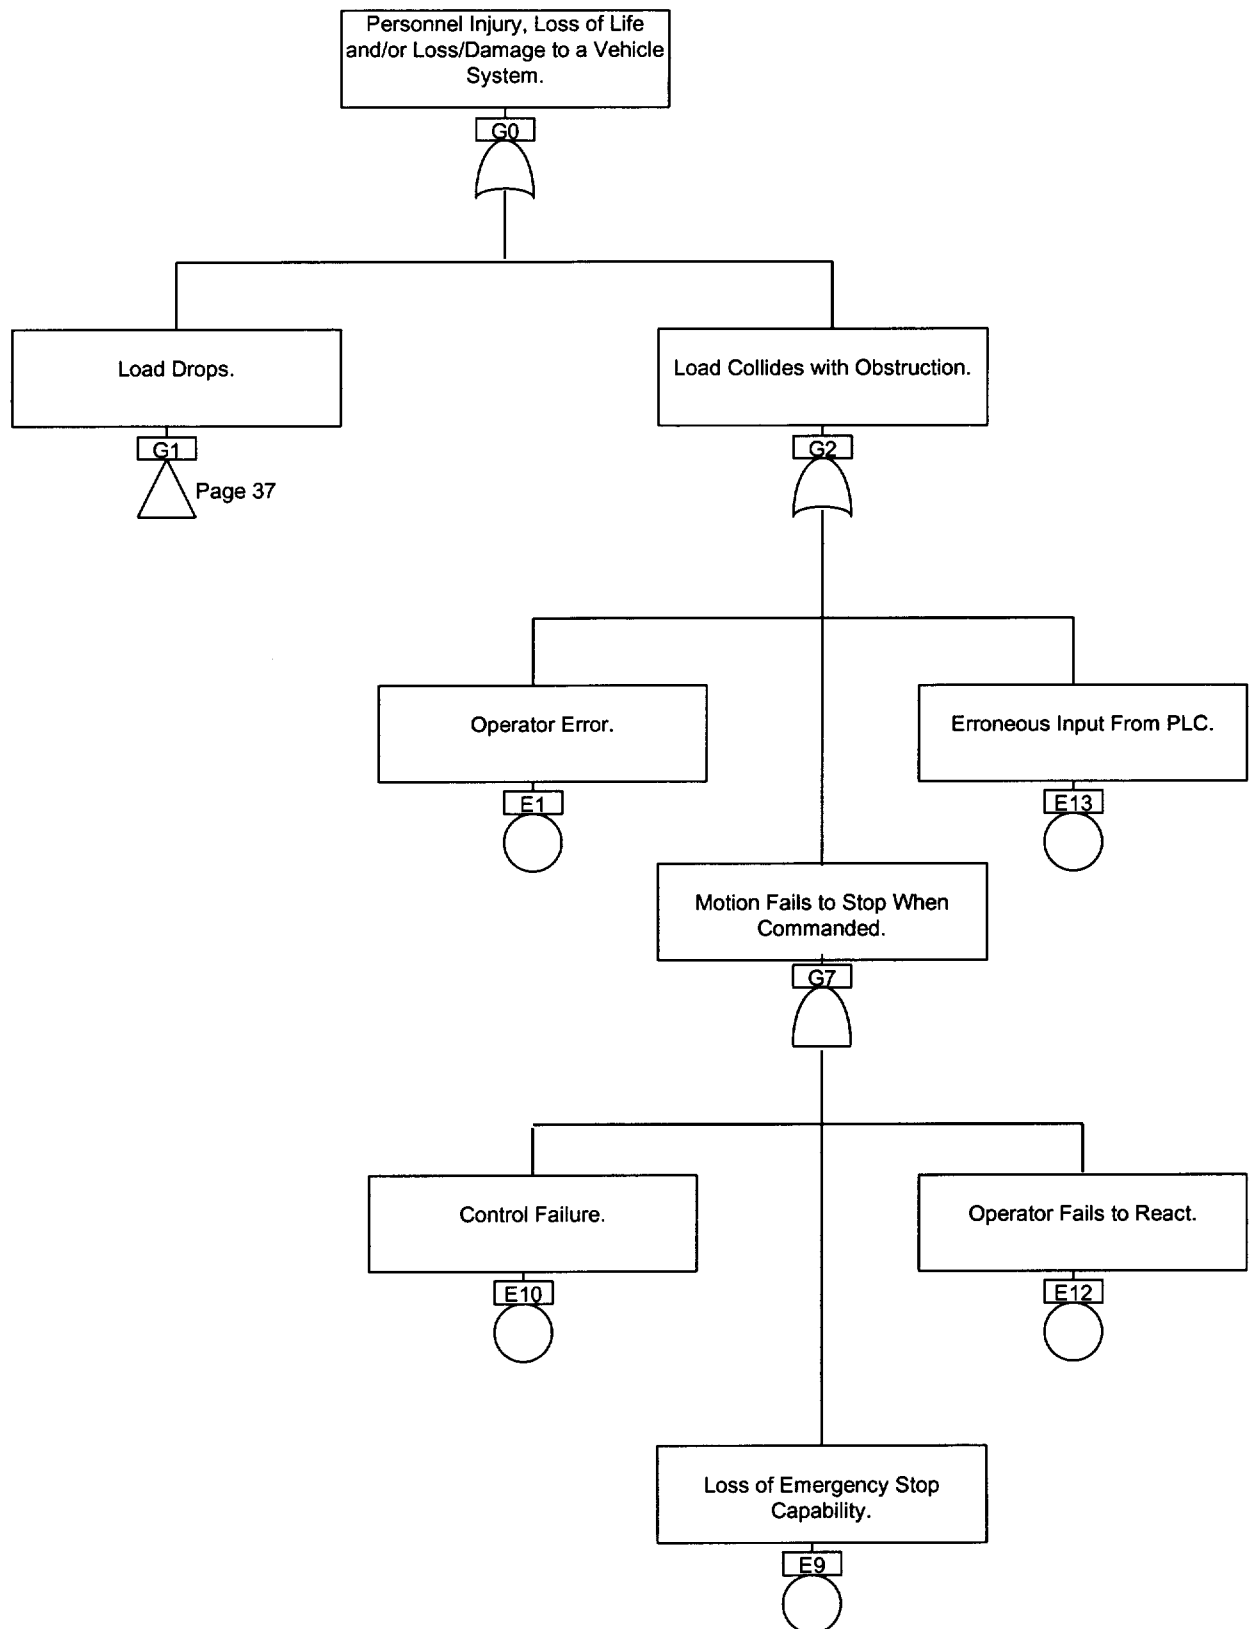 Personnel Injury, Loss of Life
and/or Loss/Damage to a Vehicle
System.
G0
Load Drops.
G1
Page 37
Load Collides with Obstruction.
G2
Operator Error.
E1
Erroneous Input From PLC.
E13
Motion Fails to Stop When
Commanded.
G7
Control Failure.
E10
Operator Fails to React.
E12
Loss of Emergency Stop
Capability.
E9